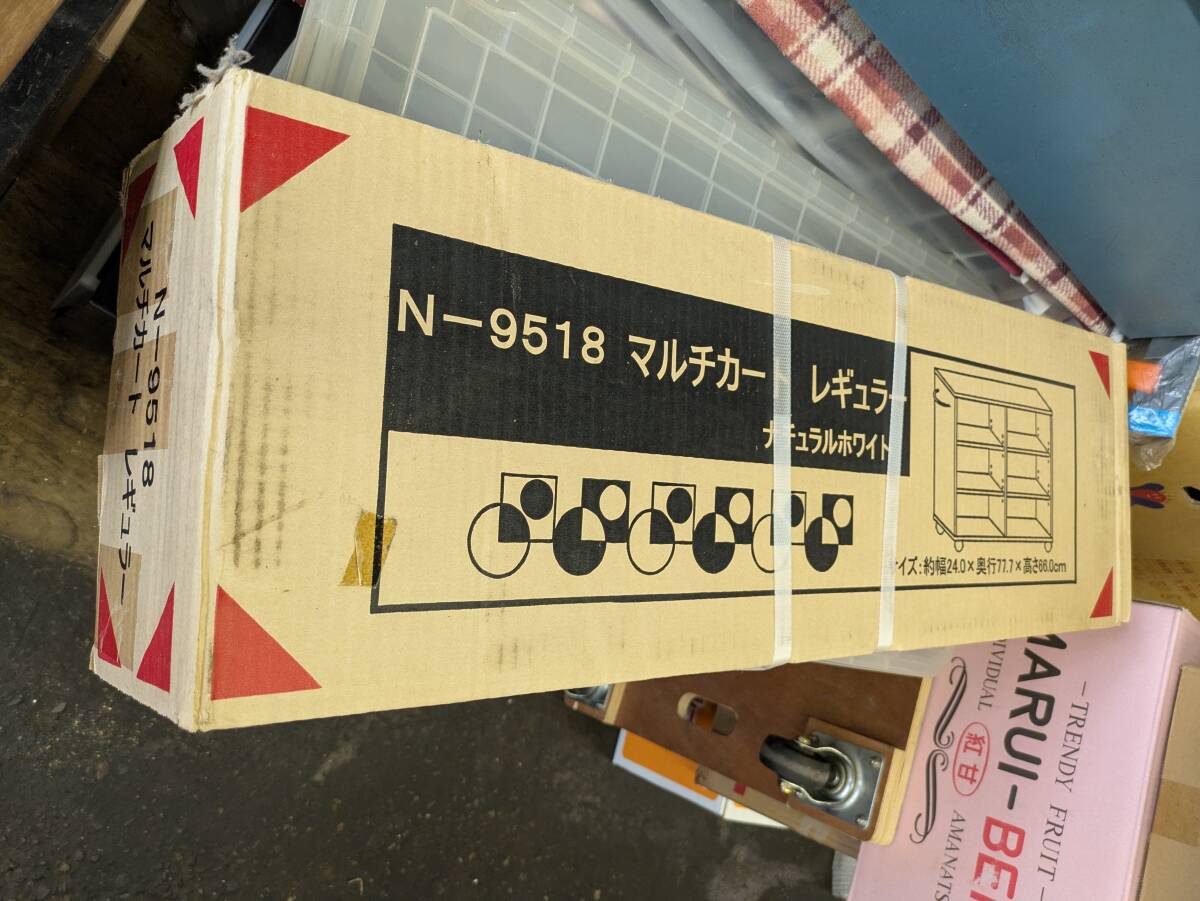 N-9518 マルチカー レギュラー
ナチュラルホワイト
イズ:約幅24.0×奥行77.7×高さ66.0cm
N-9518
マルチカート レギュラー
-TRENDY FRUIT-
MARUI-BE
IVIDUAL 紅甘 AMANATS